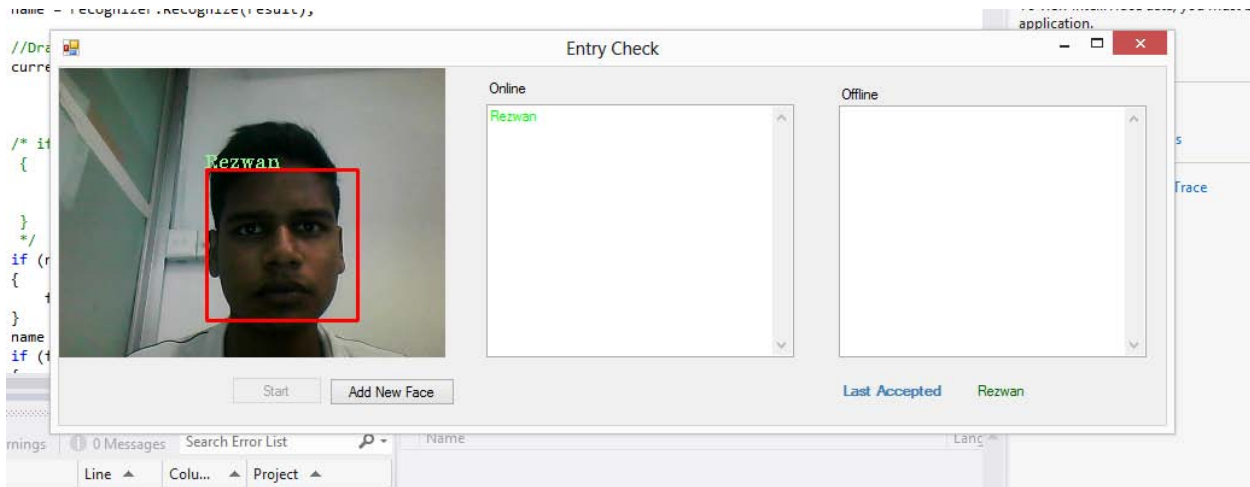 name = recognizer.Recognize(result);
application.
//Dra
curre
Entry Check
Online
Offline
Rezwan
Rezwan
/* if
{
}
*/
if (r
{
}
name
if (f
s
Trace
Start
Add New Face
Last Accepted
Rezwan
rnings
0 Messages
Search Error List
Name
Lang
Line
Colu...
Project